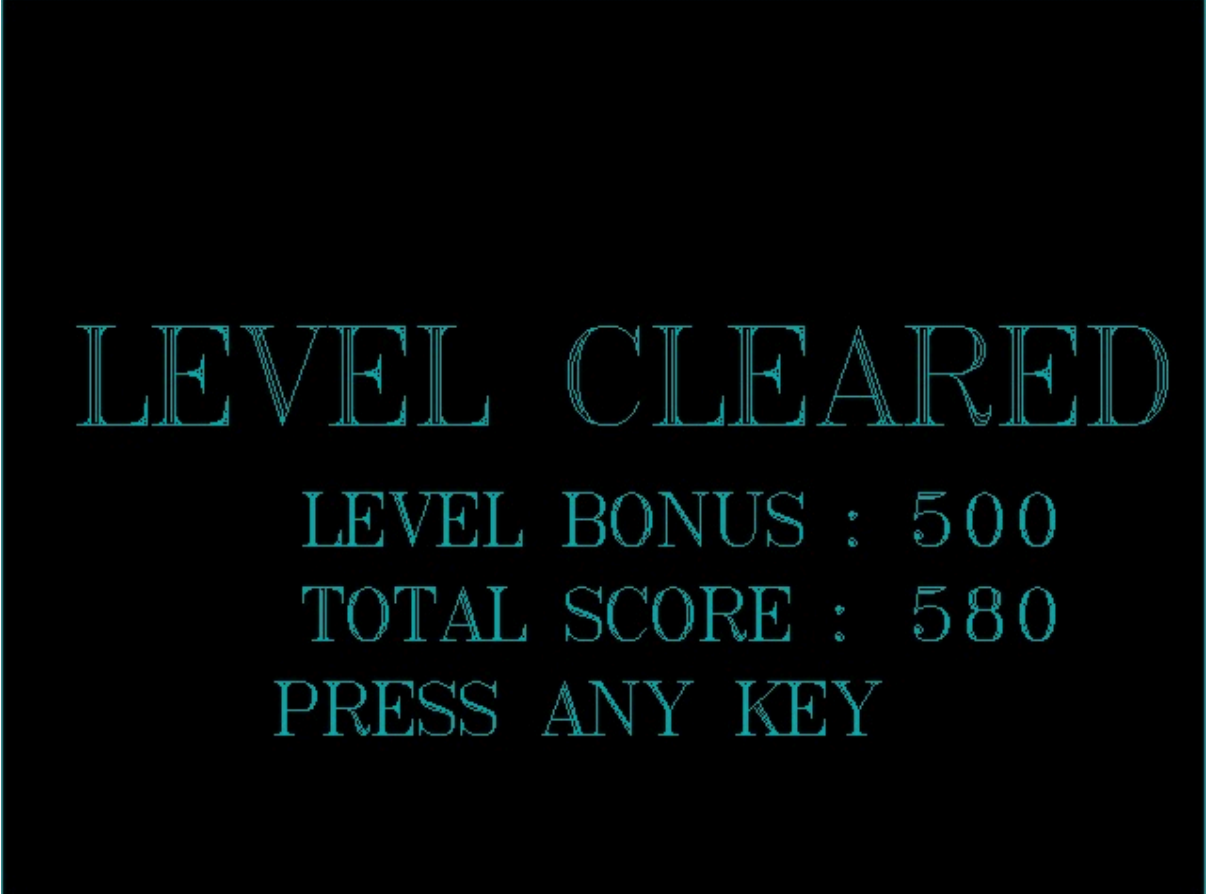 LEVEL CLEARED
LEVEL BONUS : 500
TOTAL SCORE : 580
PRESS ANY KEY